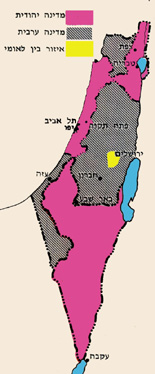 מדינה יהודית
מדינה ערבית
איזור בין לאומי
צפת
טבריה
תל אביב
יפו
פתח תקוה
ירושלים
חברון
עזה
באר שבע
עקבה